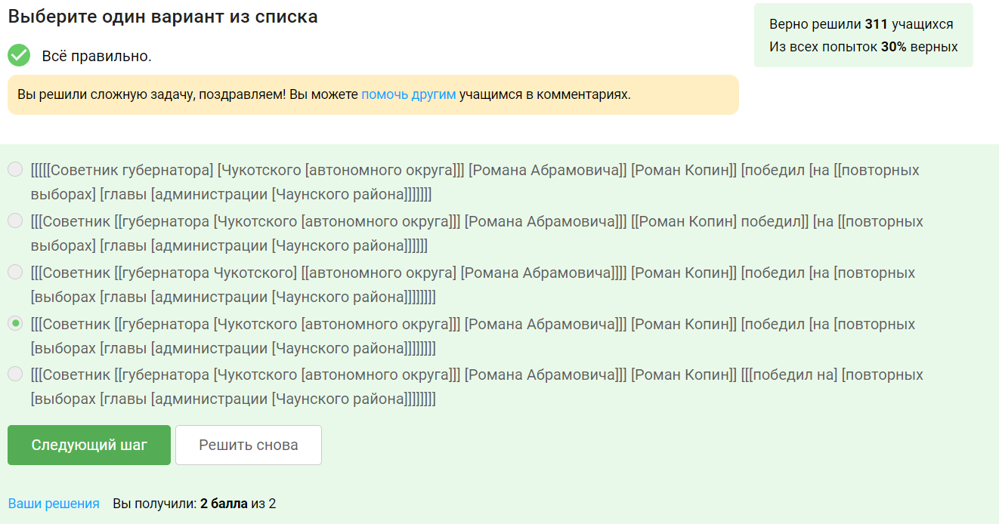 Выберите один вариант из списка
Верно решили 311 учащихся
Из всех попыток 30% верных
Всё правильно.
Вы решили сложную задачу, поздравляем! Вы можете помочь другим учащимся в комментариях.
[[[[[Советник губернатора] [Чукотского [автономного округа]]] [Романа Абрамовича]] [Роман Копин]] [победил [на [[повторных
выборах] [главы [администрации [Чаунского района]]]]]]]
[[[Советник [[губернатора [Чукотского [автономного округа]]] [Романа Абрамовича]]] [[Роман Копин] победил]] [на [[повторных
выборах] [главы [администрации [Чаунского района]]]]]]
[[[Советник [[губернатора Чукотского] [[автономного округа] [Романа Абрамовича]]]] [Роман Копин]] [победил [на [повторных
[выборах [главы [администрации [Чаунского района]]]]]]]]
[[[Советник [[губернатора [Чукотского [автономного округа]]] [Романа Абрамовича]]] [Роман Копин]] [победил [на [повторных
[выборах [главы [администрации [Чаунского района]]]]]]]]
[[[Советник [[губернатора [Чукотского [автономного округа]]] [Романа Абрамовича]]] [Роман Копин]] [[[победил на] [повторных
[выборах [главы [администрации [Чаунского района]]]]]]]]
Следующий шаг
Решить снова
Ваши решения Вы получили: 2 балла из 2